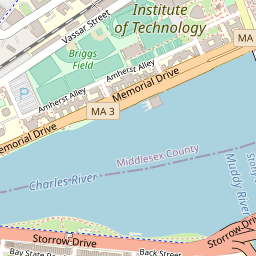 Institute
of Technology
MA
Vassar Street
Briggs
Field
Amherst Alley
Amherst Alley
P
MA 3
Memorial Drive
Memorial Drive
Middlesex County
Charles River
Muddy River
Storrow Drive
Storrow
Bay State Road
Back Street